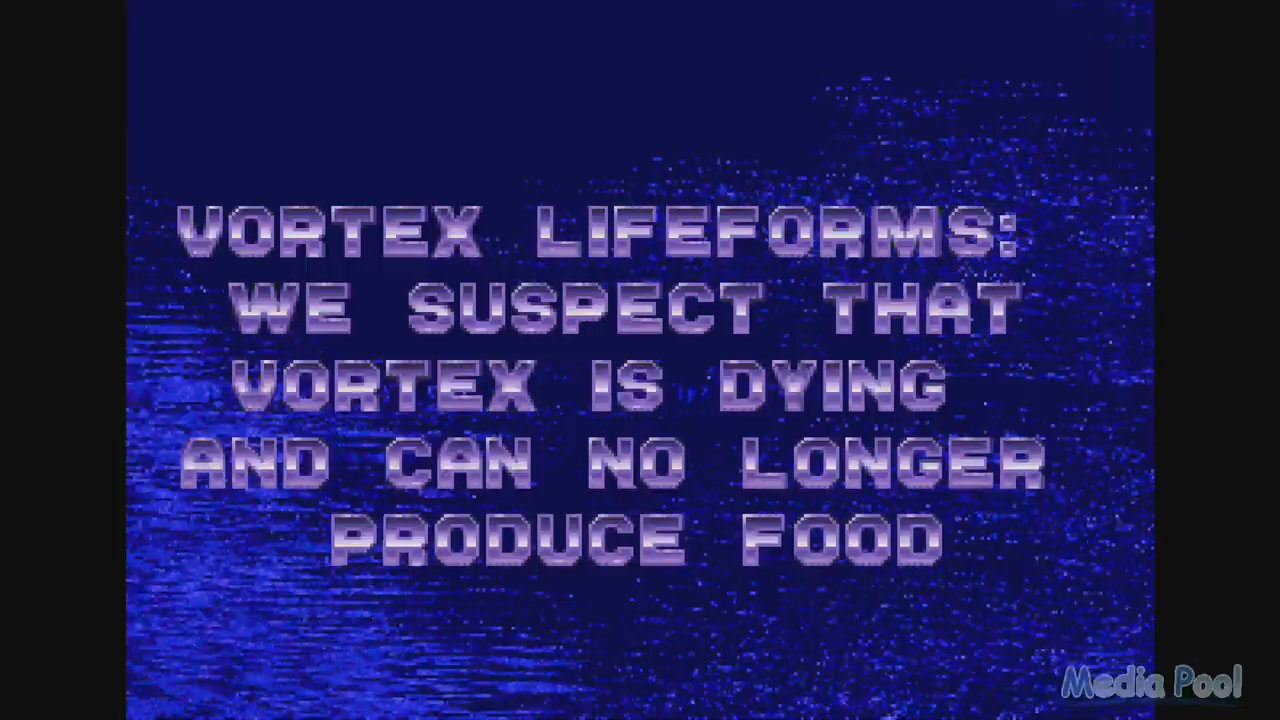 VORTEX LIFEFORMS:
WE SUSPECT THAT
VORTEX IS DYING
AND CAN NO LONGER
PRODUCE FOOD
Media Pool